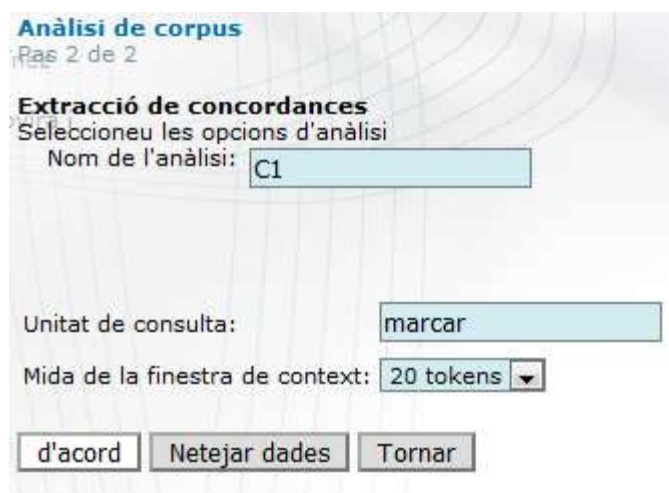 Anàlisi de corpus
Pas 2 de 2
Extracció de concordances
Seleccioneu les opcions d'anàlisi
Nom de l'anàlisi: C1
Unitat de consulta: marcar
Mida de la finestra de context: 20 tokens
d'acord Netejar dades Tornar